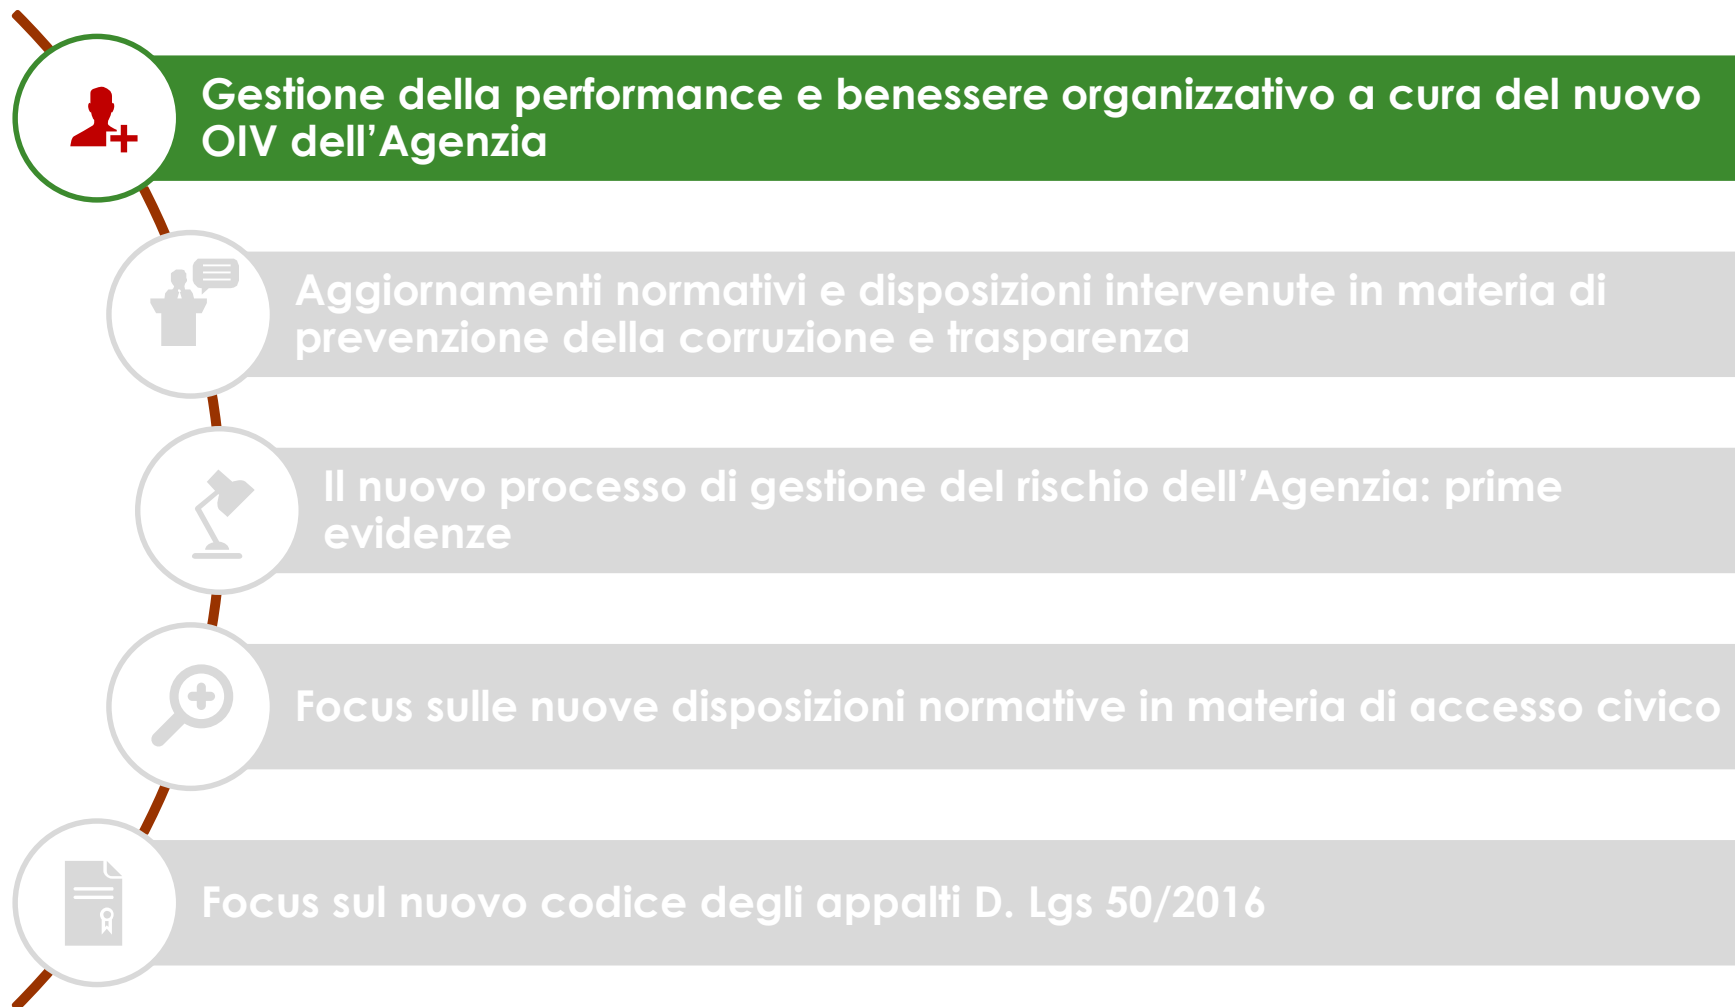 Gestione della performance e benessere organizzativo a cura del nuovo
OIV dell’Agenzia
Aggiornamenti normativi e disposizioni intervenute in materia di
prevenzione della corruzione e trasparenza
Il nuovo processo di gestione del rischio dell’Agenzia: prime
evidenze
Focus sulle nuove disposizioni normative in materia di accesso civico
Focus sul nuovo codice degli appalti D. Lgs 50/2016